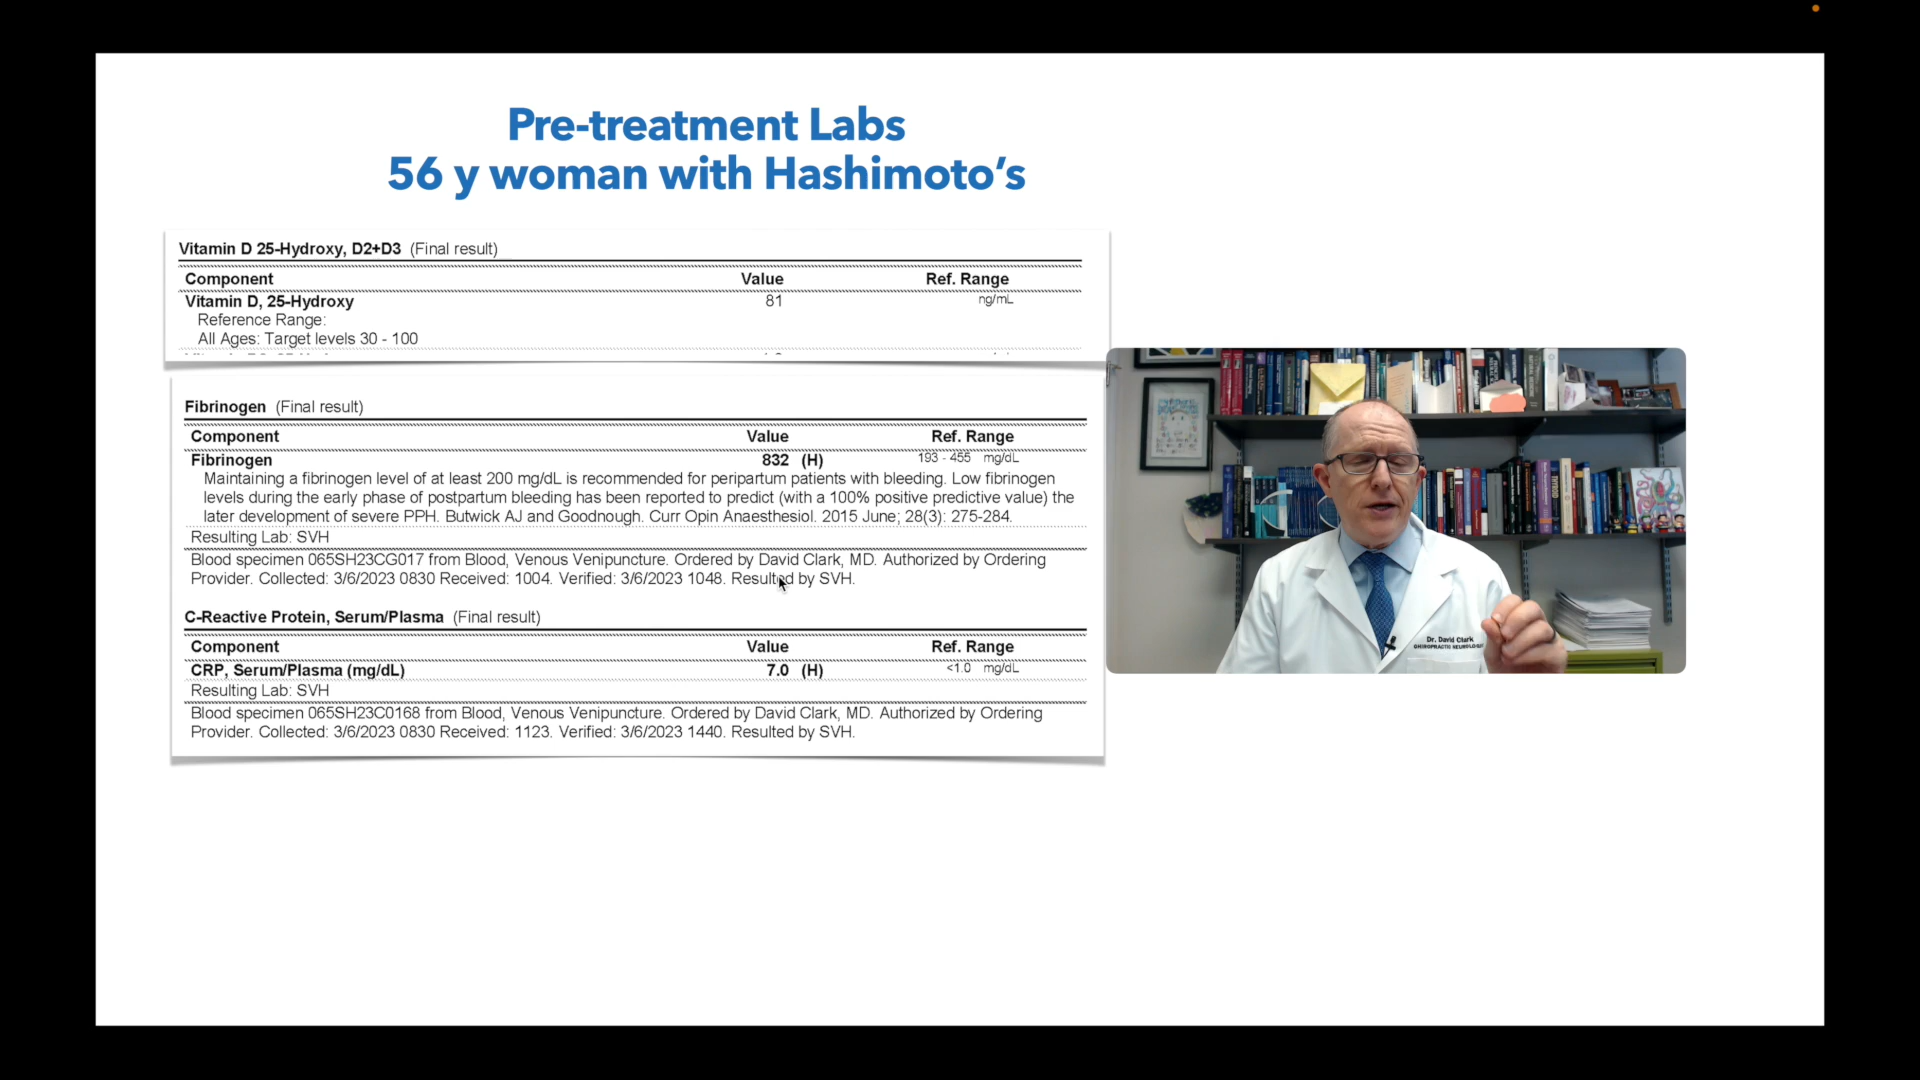 Pre-treatment Labs
56 y woman with Hashimoto's
Vitamin D 25-Hydroxy, D2+D3 (Final result)
Component Value Ref. Range
Vitamin D, 25-Hydroxy 81 ng/mL
Reference Range:
All Ages: Target levels 30 - 100
Fibrinogen (Final result)
Component Value Ref. Range
Fibrinogen 832 (H) 193 - 455 mg/dL
Maintaining a fibrinogen level of at least 200 mg/dL is recommended for peripartum patients with bleeding. Low fibrinogen
levels during the early phase of postpartum bleeding has been reported to predict (with a 100% positive predictive value) the
later development of severe PPH. Butwick AJ and Goodnough. Curr Opin Anaesthesiol. 2015 June; 28(3): 275-284.
Resulting Lab: SVH
Blood specimen 065SH23CG017 from Blood, Venous Venipuncture. Ordered by David Clark, MD. Authorized by Ordering
Provider. Collected: 3/6/2023 0830 Received: 1004. Verified: 3/6/2023 1048. Resulted by SVH.
C-Reactive Protein, Serum/Plasma (Final result)
Component Value Ref. Range
CRP, Serum/Plasma (mg/dL) 7.0 (H) <1.0 mg/dL
Resulting Lab: SVH
Blood specimen 065SH23C0168 from Blood, Venous Venipuncture. Ordered by David Clark, MD. Authorized by Ordering
Provider. Collected: 3/6/2023 0830 Received: 1123. Verified: 3/6/2023 1440. Resulted by SVH.
Dr. David Clark
CHIROPRACTIC